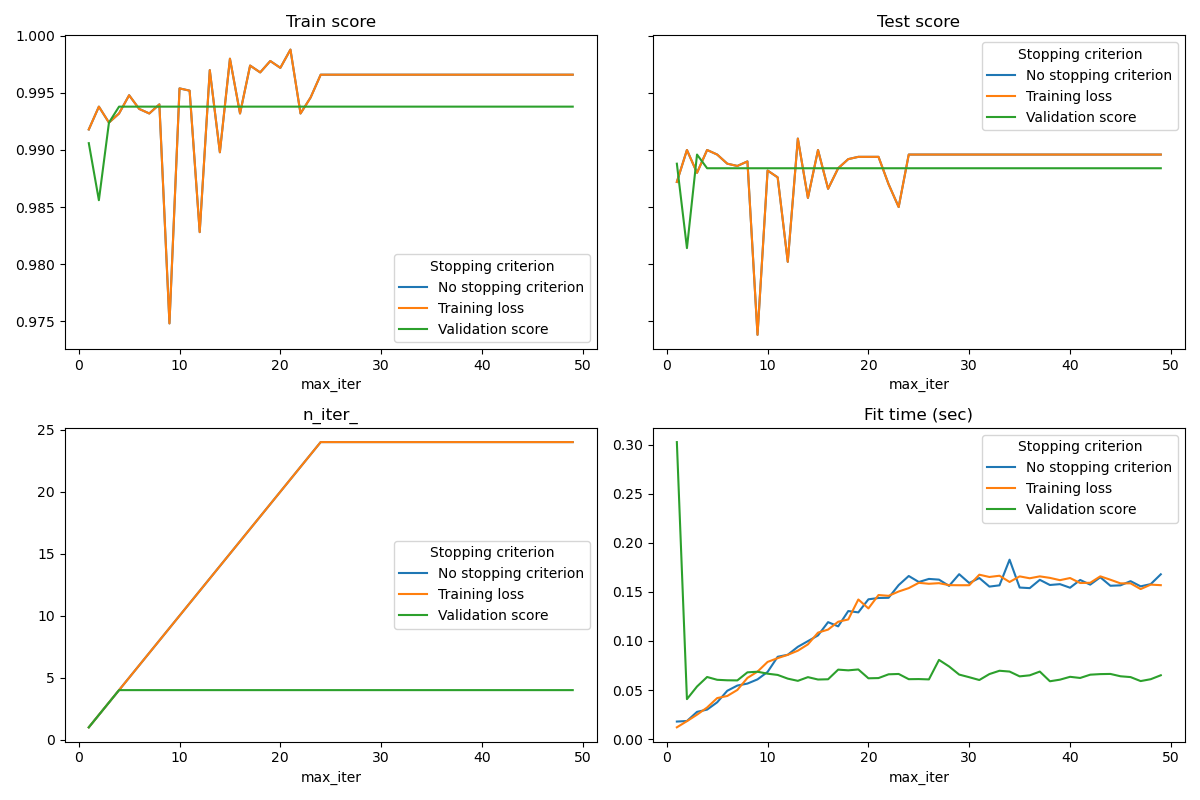 Train score
1.000
0.995
0.990
0.985
0.980
0.975
Stopping criterion
No stopping criterion
Training loss
Validation score
0 10 20 30 40 50
max_iter
Test score
Stopping criterion
No stopping criterion
Training loss
Validation score
0 10 20 30 40 50
max_iter
n_iter_
25
20
15
10
5
0
Stopping criterion
No stopping criterion
Training loss
Validation score
0 10 20 30 40 50
max_iter
Fit time (sec)
0.30
0.25
0.20
0.15
0.10
0.05
0.00
Stopping criterion
No stopping criterion
Training loss
Validation score
0 10 20 30 40 50
max_iter